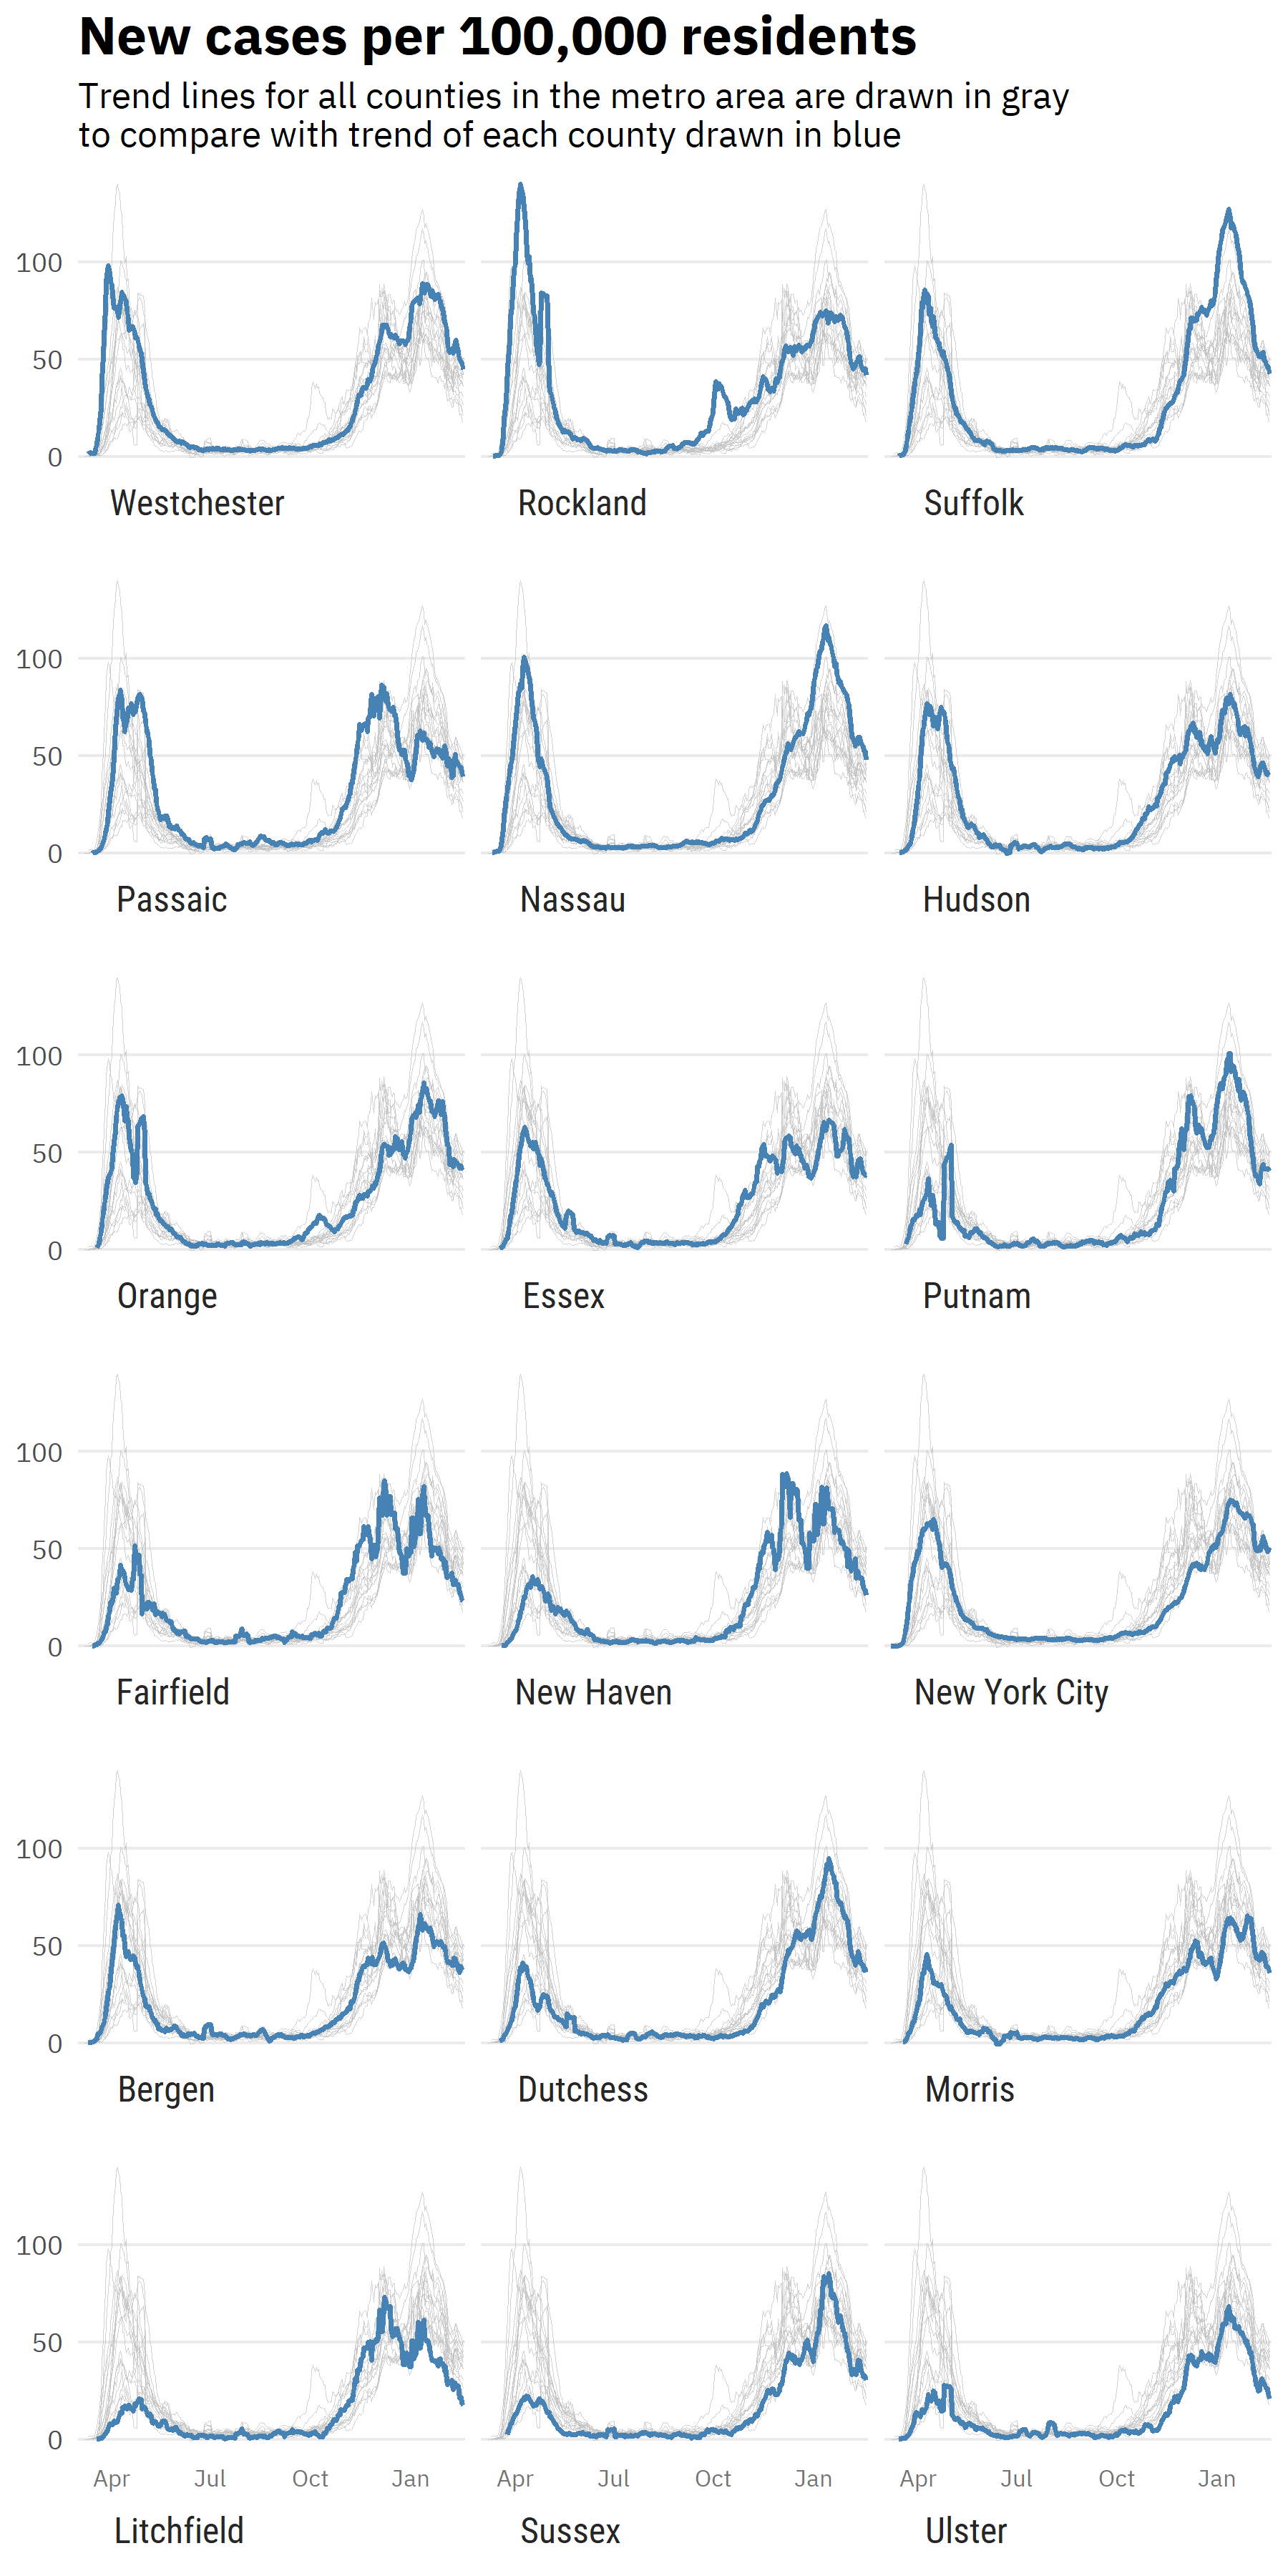 New cases per 100,000 residents
Trend lines for all counties in the metro area are drawn in gray
to compare with trend of each county drawn in blue
100
50
0
Westchester
Rockland
Suffolk
100
50
0
Passaic
Nassau
Hudson
100
50
0
Orange
Essex
Putnam
100
50
0
Fairfield
New Haven
New York City
100
50
0
Bergen
Dutchess
Morris
100
50
0
Apr Jul Oct Jan
Apr Jul Oct Jan
Apr Jul Oct Jan
Litchfield
Sussex
Ulster